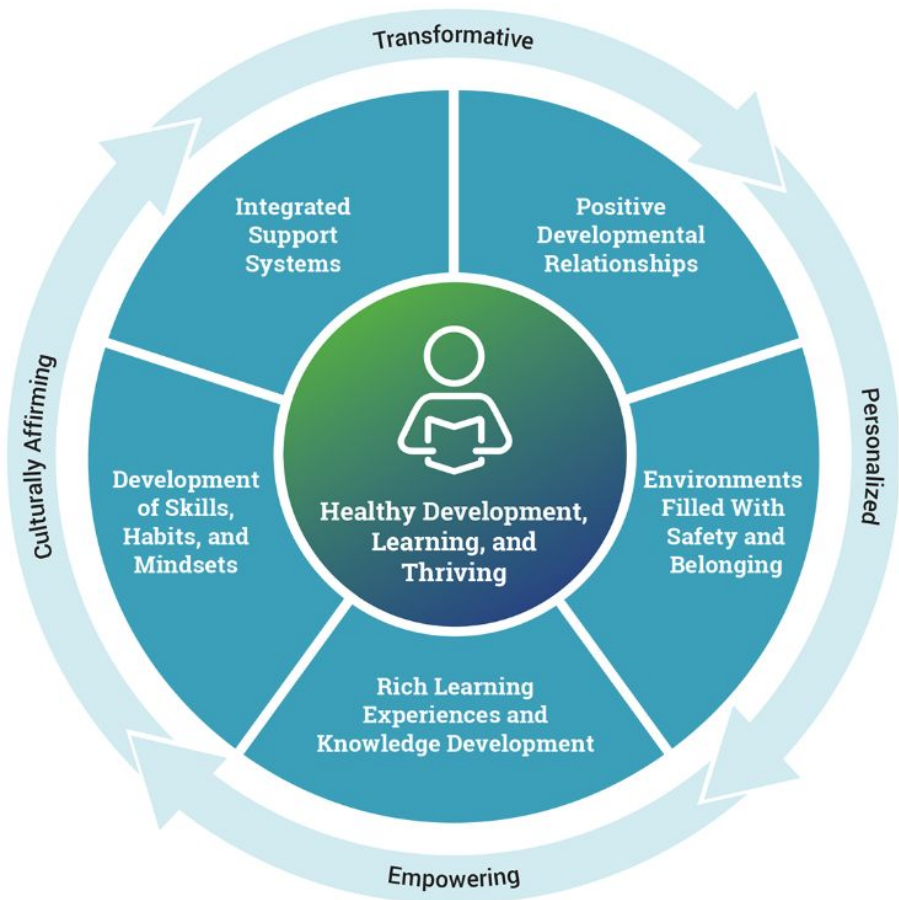 Transformative
Integrated
Support
Systems
Positive
Developmental
Relationships
Culturally Affirming
Personalized
Development
of Skills,
Habits, and
Mindsets
Healthy Development,
Learning, and
Thriving
Environments
Filled With
Safety and
Belonging
Rich Learning
Experiences and
Knowledge Development
Empowering